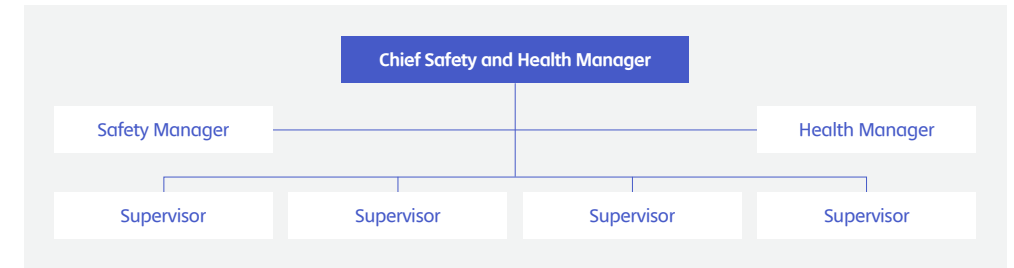 Chief Safety and Health Manager
Safety Manager
Health Manager
Supervisor
Supervisor
Supervisor
Supervisor